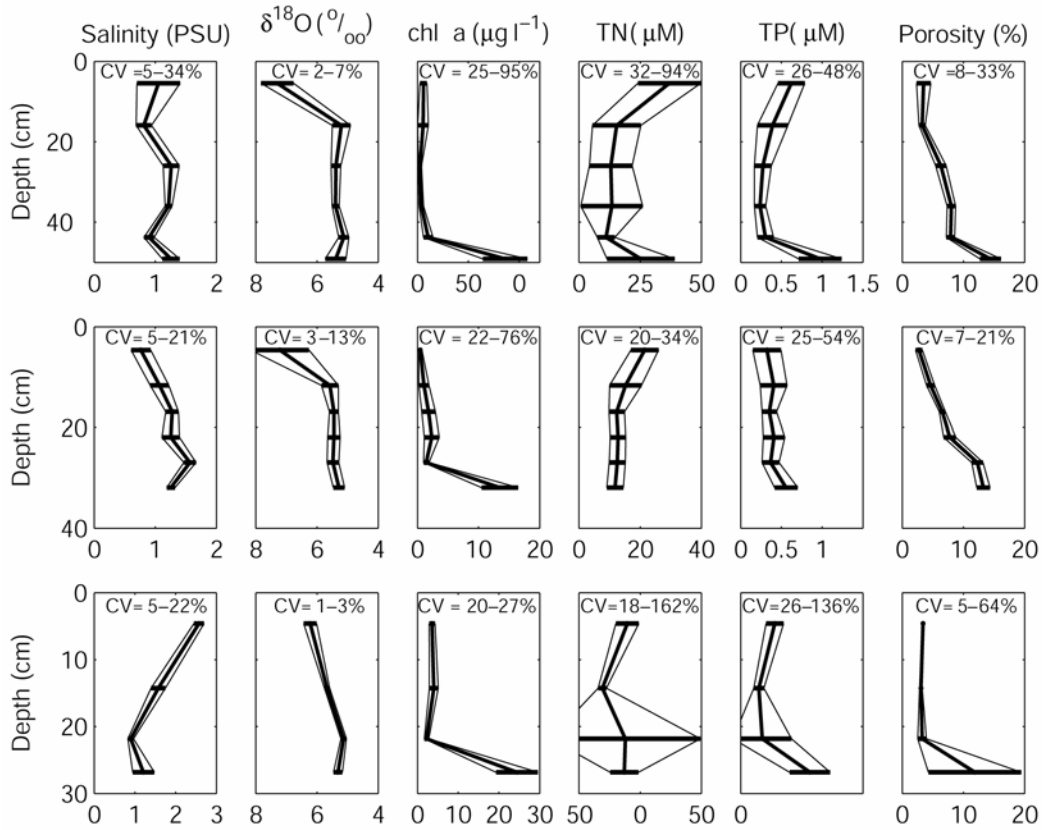 Salinity (PSU) δ¹⁸O (⁰/₀₀) chl a (μg l⁻¹) TN( μM) TP( μM) Porosity (%)
0 CV =5–34% CV= 2–7% CV = 25–95% CV = 32–94% CV = 26–48% CV =8–33%
20
Depth (cm)
40
0 1 2 8 6 4 0 50 0 0 25 50 0 0.5 1 1.5 0 10 20
0 CV= 5–21% CV= 3–13% CV = 22–76% CV = 20–34% CV= 25–54% CV=7–21%
Depth (cm)
20
40
0 1 2 8 6 4 0 10 20 0 20 40 0 0.5 1 0 10 20
0 CV= 5–22% CV= 1–3% CV = 20–27% CV=18–162% CV=26–136% CV= 5–64%
10
Depth (cm)
20
30
0 1 2 3 8 6 4 0 10 20 30 50 0 50 0 1 0 10 20